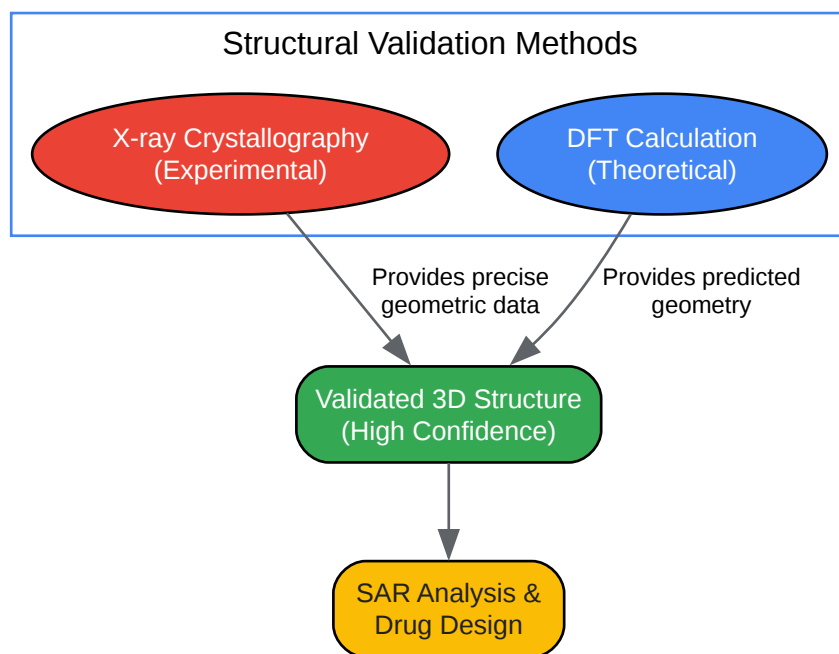 Structural Validation Methods
X-ray Crystallography
(Experimental)
DFT Calculation
(Theoretical)
Provides precise
geometric data
Provides predicted
geometry
Validated 3D Structure
(High Confidence)
SAR Analysis &
Drug Design